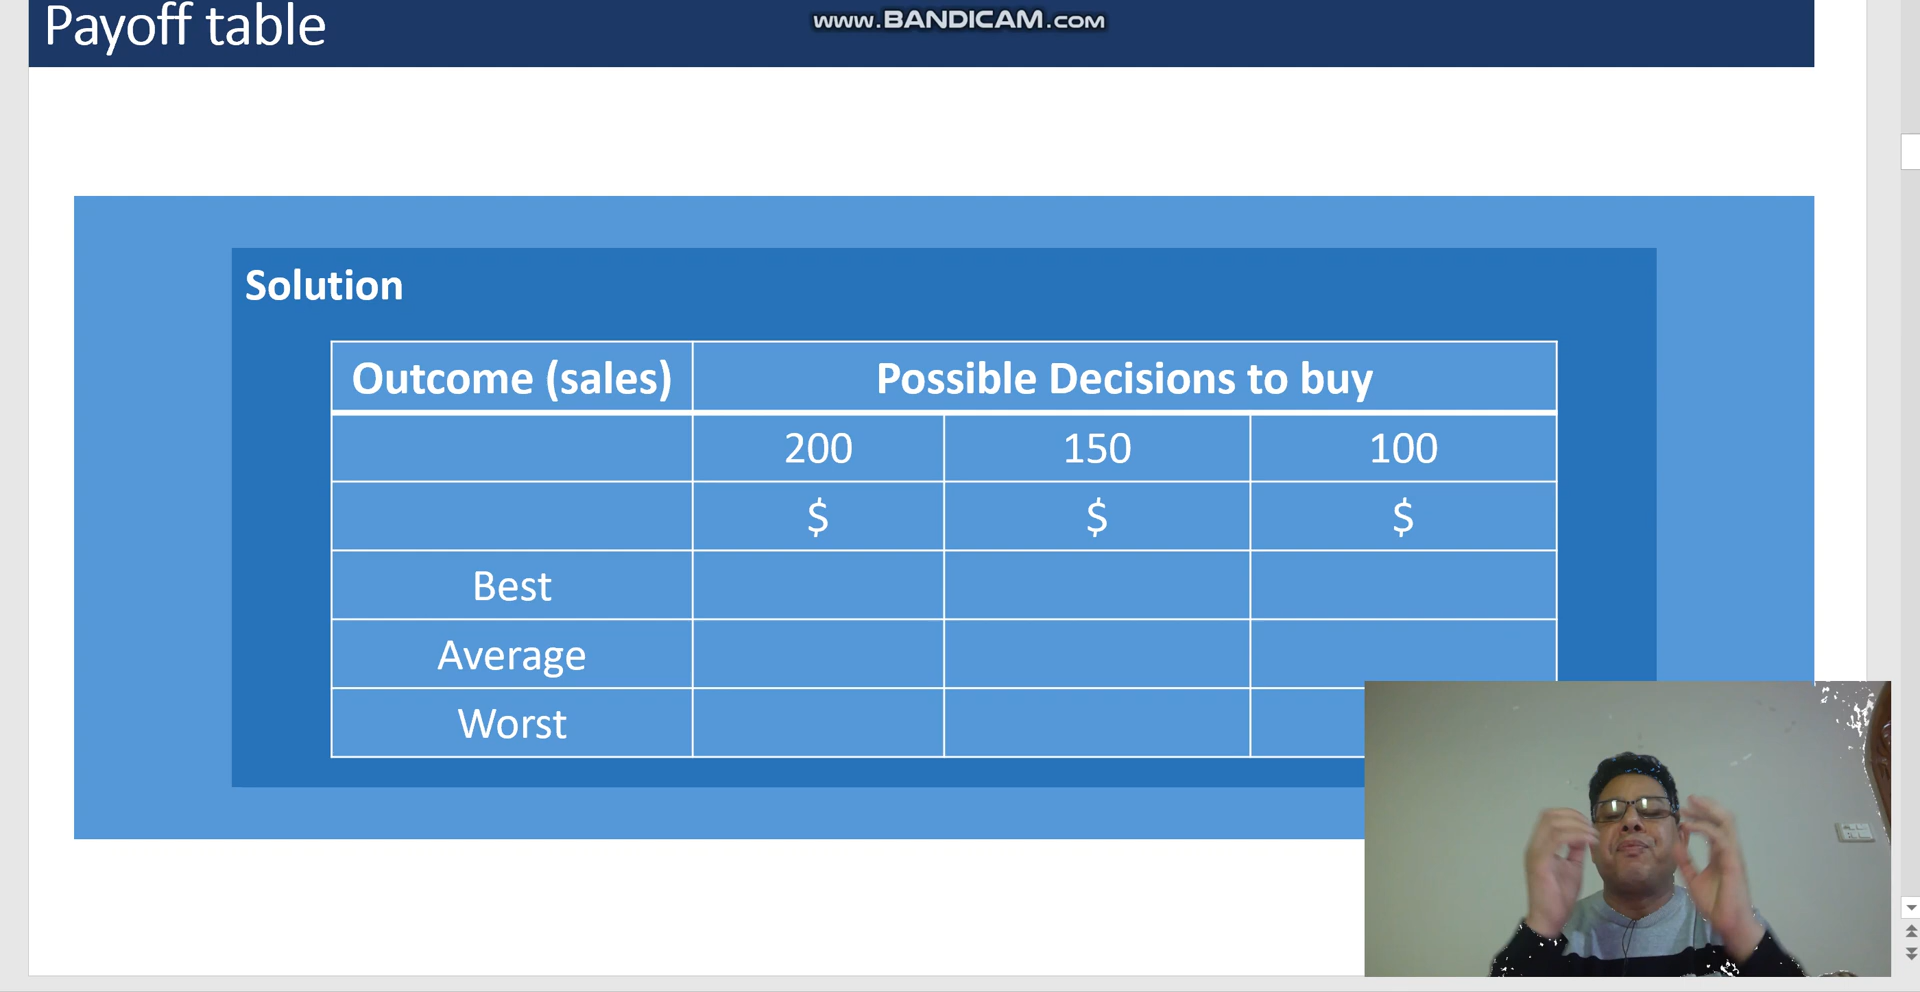 Payoff table
www.BANDICAM.com
Solution
Outcome (sales) Possible Decisions to buy
200 150 100
$ $ $
Best
Average
Worst